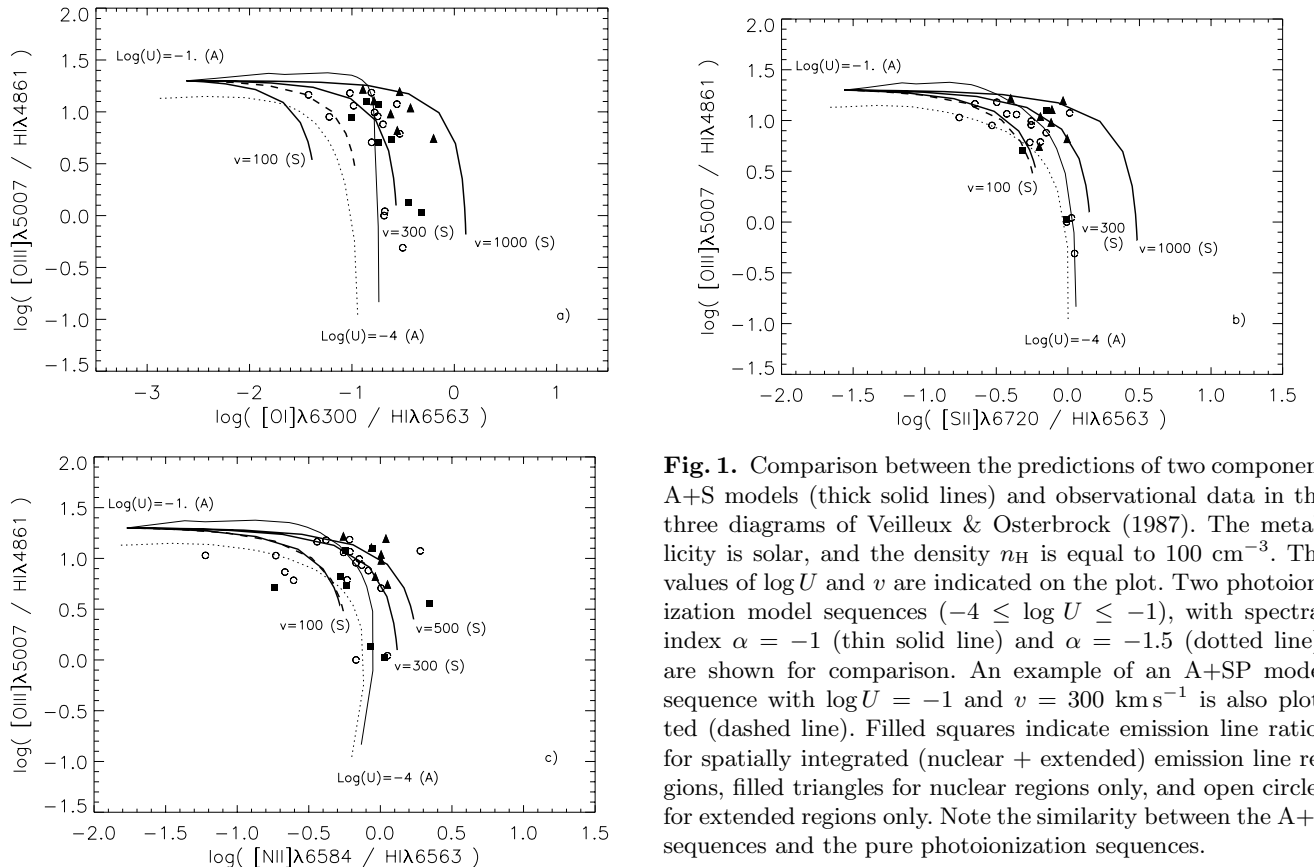 2.0
1.5
1.0
0.5
0.0
−0.5
−1.0
−1.5
log( [OIII]λ5007 / HIλ4861 )
Log(U)=−1. (A)
v=100 (S)
v=300 (S)
v=1000 (S)
Log(U)=−4 (A)
a)
−3 −2 −1 0 1
log( [OI]λ6300 / HIλ6563 )
2.0
1.5
1.0
0.5
0.0
−0.5
−1.0
−1.5
log( [OIII]λ5007 / HIλ4861 )
Log(U)=−1. (A)
v=100 (S)
v=300
(S)
v=1000 (S)
Log(U)=−4 (A)
b)
−2.0 −1.5 −1.0 −0.5 0.0 0.5 1.0 1.5
log( [SII]λ6720 / HIλ6563 )
2.0
1.5
1.0
0.5
0.0
−0.5
−1.0
−1.5
log( [OIII]λ5007 / HIλ4861 )
Log(U)=−1. (A)
v=100 (S)
v=500 (S)
v=300 (S)
Log(U)=−4 (A)
c)
−2.0 −1.5 −1.0 −0.5 0.0 0.5 1.0 1.5
log( [NII]λ6584 / HIλ6563 )
Fig. 1. Comparison between the predictions of two componen
A+S models (thick solid lines) and observational data in th
three diagrams of Veilleux & Osterbrock (1987). The meta
licity is solar, and the density nH is equal to 100 cm−3. Th
values of log U and v are indicated on the plot. Two photoion
ization model sequences (−4 ≤ log U ≤ −1), with spectra
index α = −1 (thin solid line) and α = −1.5 (dotted line)
are shown for comparison. An example of an A+SP mode
sequence with log U = −1 and v = 300 km s−1 is also plot
ted (dashed line). Filled squares indicate emission line ratio
for spatially integrated (nuclear + extended) emission line re
gions, filled triangles for nuclear regions only, and open circle
for extended regions only. Note the similarity between the A+
sequences and the pure photoionization sequences.